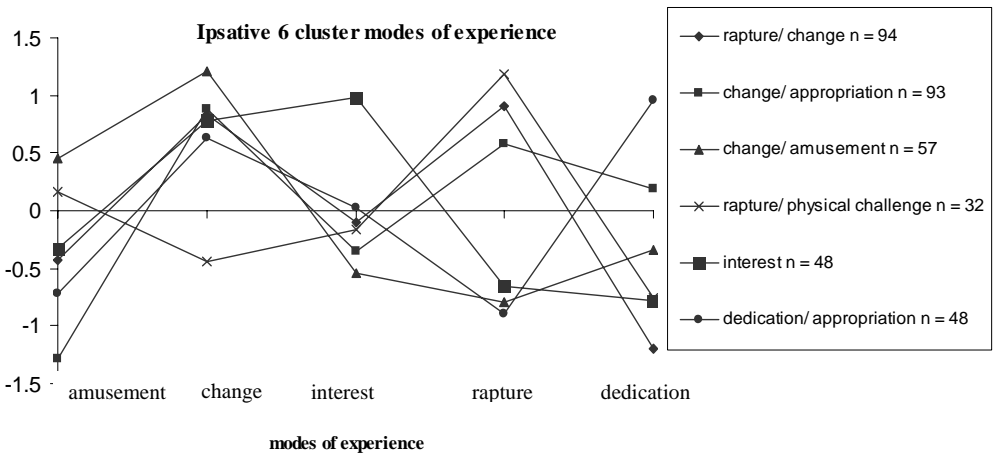 Ipsative 6 cluster modes of experience
1.5
1
0.5
0
-0.5
-1
-1.5
amusement change interest rapture dedication
modes of experience
rapture/ change n = 94
change/ appropriation n = 93
change/ amusement n = 57
rapture/ physical challenge n = 32
interest n = 48
dedication/ appropriation n = 48